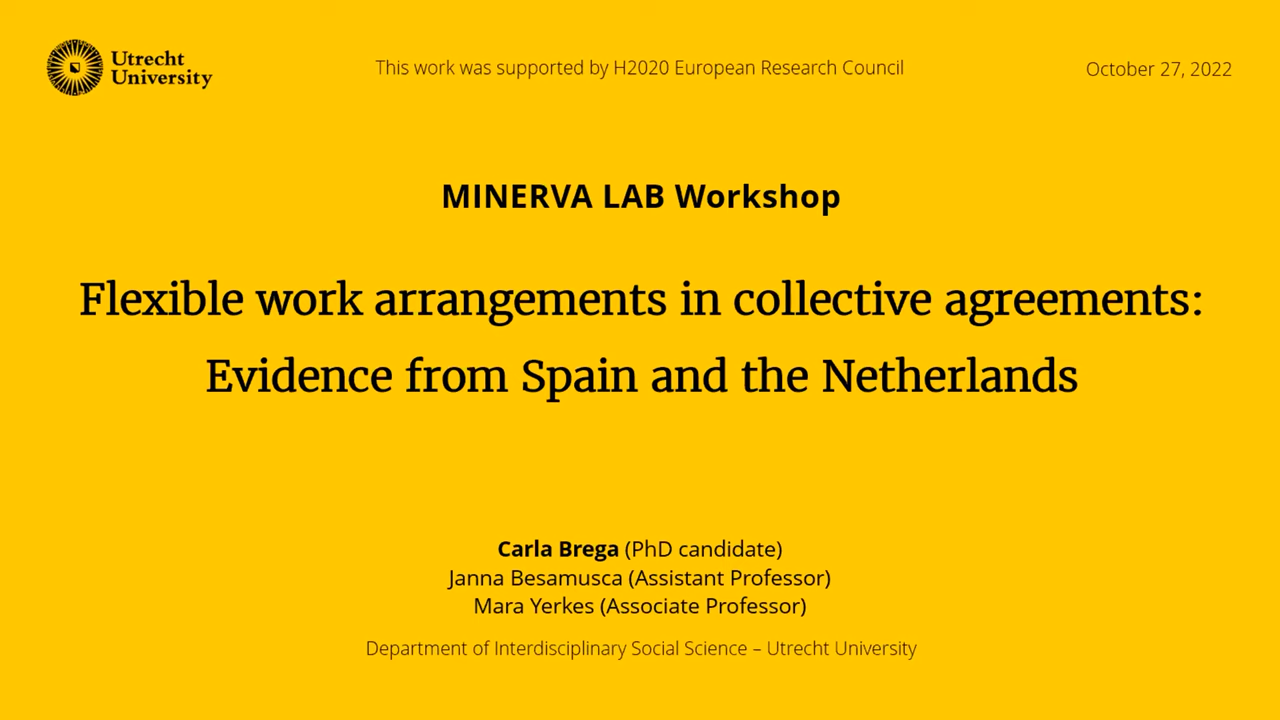 Utrecht
University
This work was supported by H2020 European Research Council
October 27, 2022
MINERVA LAB Workshop
Flexible work arrangements in collective agreements:
Evidence from Spain and the Netherlands
Carla Brega (PhD candidate)
Janna Besamusca (Assistant Professor)
Mara Yerkes (Associate Professor)
Department of Interdisciplinary Social Science – Utrecht University